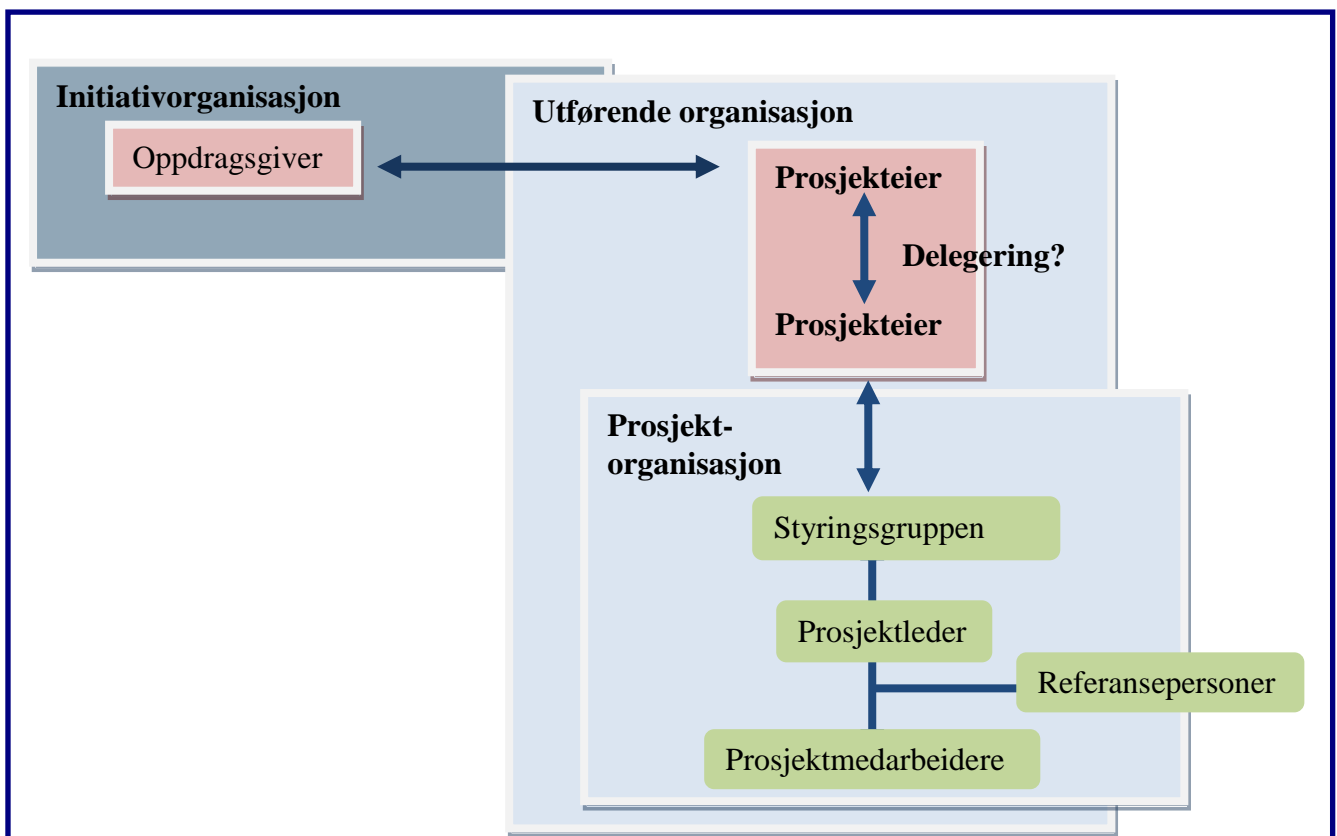 Initiativorganisasjon
Oppdragsgiver
Utførende organisasjon
Prosjekteier
Delegering?
Prosjekteier
Prosjekt-
organisasjon
Styringsgruppen
Prosjektleder
Referansepersoner
Prosjektmedarbeidere